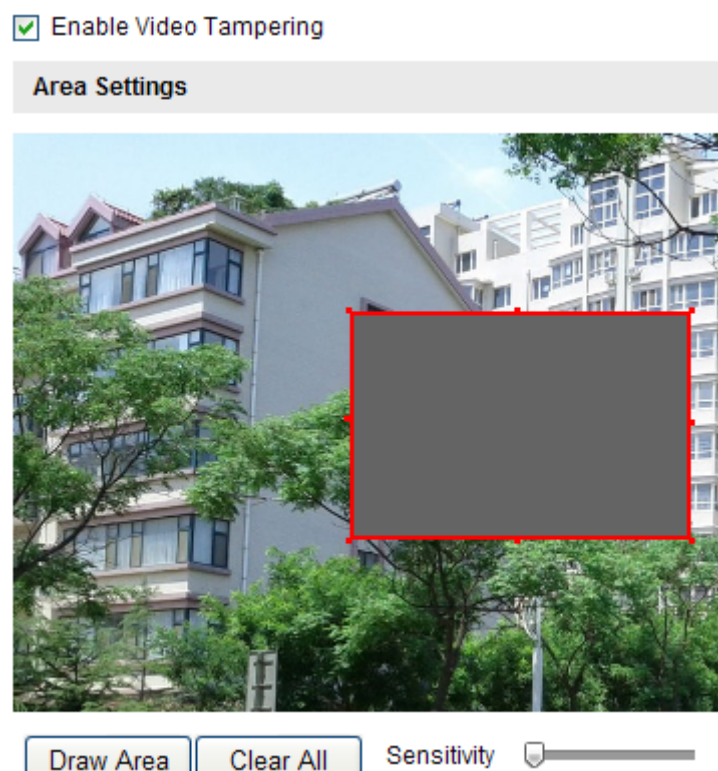 Enable Video Tampering
Area Settings
Draw Area
Clear All
Sensitivity